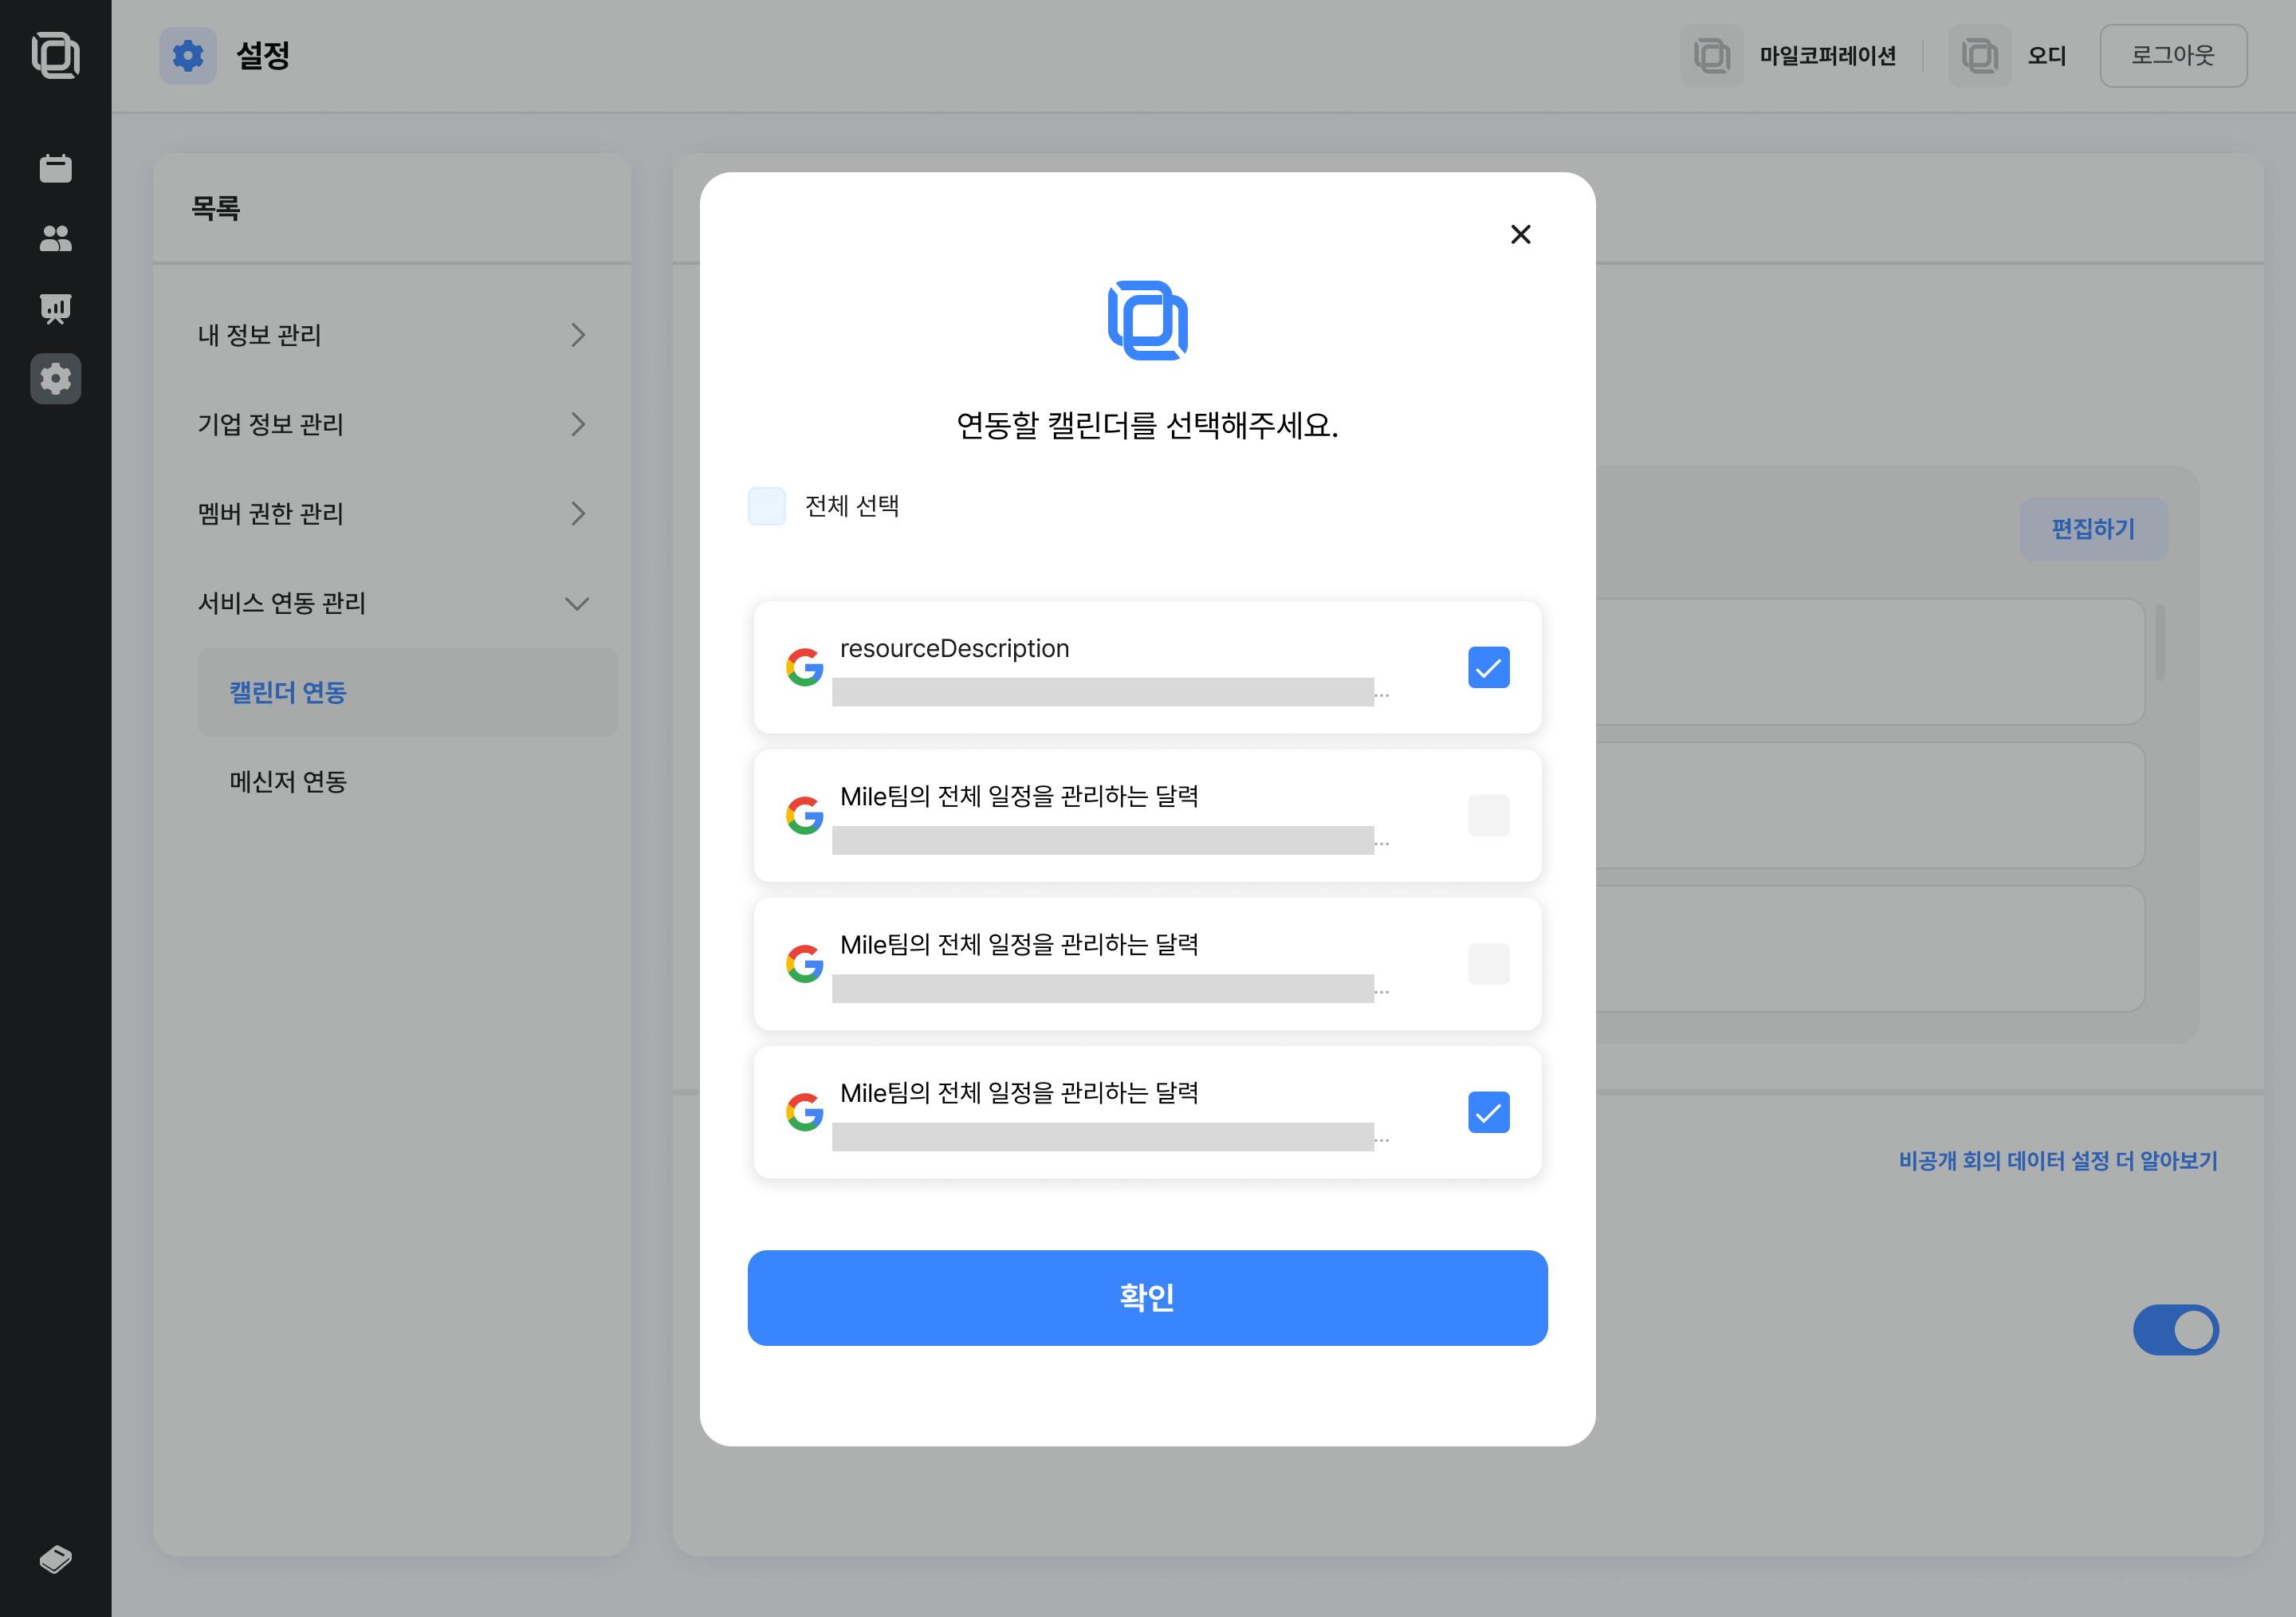 설정
마일코퍼레이션
오디
로그아웃
목록
내 정보 관리
기업 정보 관리
멤버 권한 관리
서비스 연동 관리
캘린더 연동
메신저 연동
연동할 캘린더를 선택해주세요.
전체 선택
resourceDescription
...
Mile팀의 전체 일정을 관리하는 달력
...
Mile팀의 전체 일정을 관리하는 달력
...
Mile팀의 전체 일정을 관리하는 달력
...
확인
편집하기
비공개 회의 데이터 설정 더 알아보기